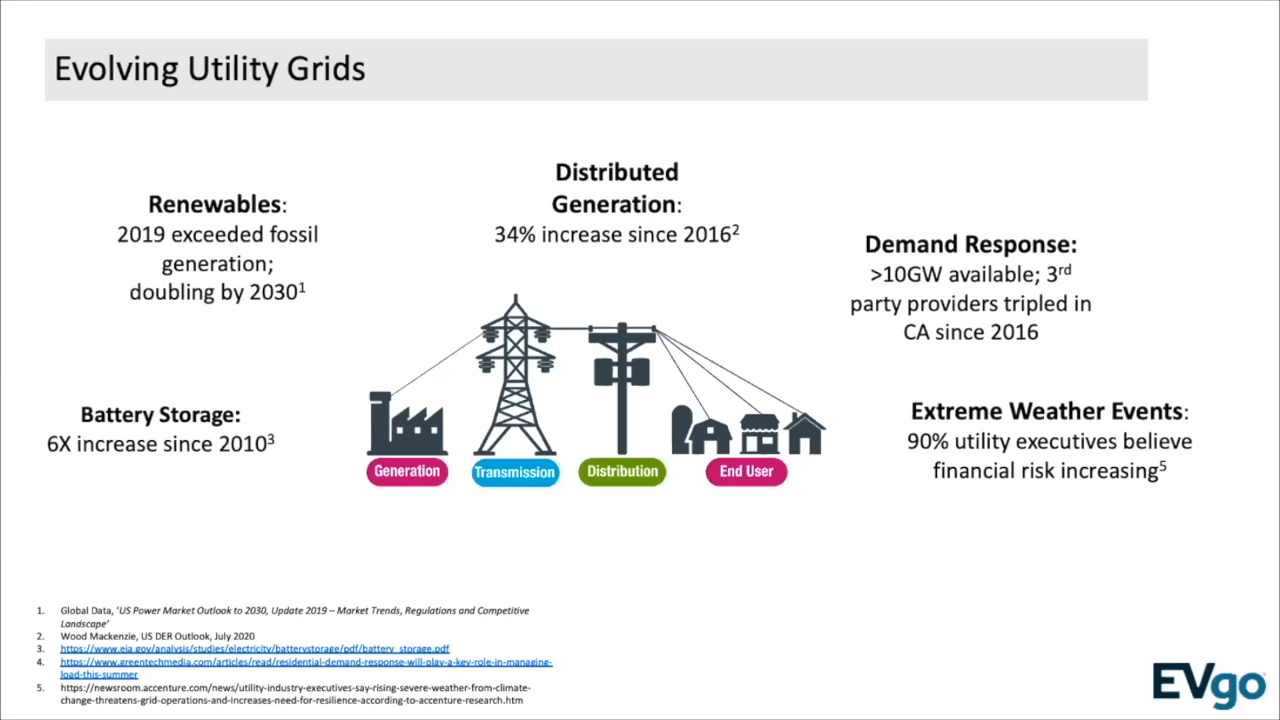 Evolving Utility Grids
Distributed
Generation:
34% increase since 2016²
Renewables:
2019 exceeded fossil
generation;
doubling by 2030¹
Demand Response:
>10GW available; 3rd
party providers tripled in
CA since 2016
Battery Storage:
6X increase since 2010³
Extreme Weather Events:
90% utility executives believe
financial risk increasing⁵
Generation
Transmission
Distribution
End User
1. Global Data, ‘US Power Market Outlook to 2030, Update 2019 – Market Trends, Regulations and Competitive
Landscape’
2. Wood Mackenzie, US DER Outlook, July 2020
3. https://www.eia.gov/analysis/studies/electricity/batterystorage/pdf/battery_storage.pdf
4. https://www.greentechmedia.com/articles/read/residential-demand-response-will-play-a-key-role-in-managing-
load-this-summer
5. https://newsroom.accenture.com/news/utility-industry-executives-say-rising-severe-weather-from-climate-
change-threatens-grid-operations-and-increases-need-for-resilience-according-to-accenture-research.htm
EVgo